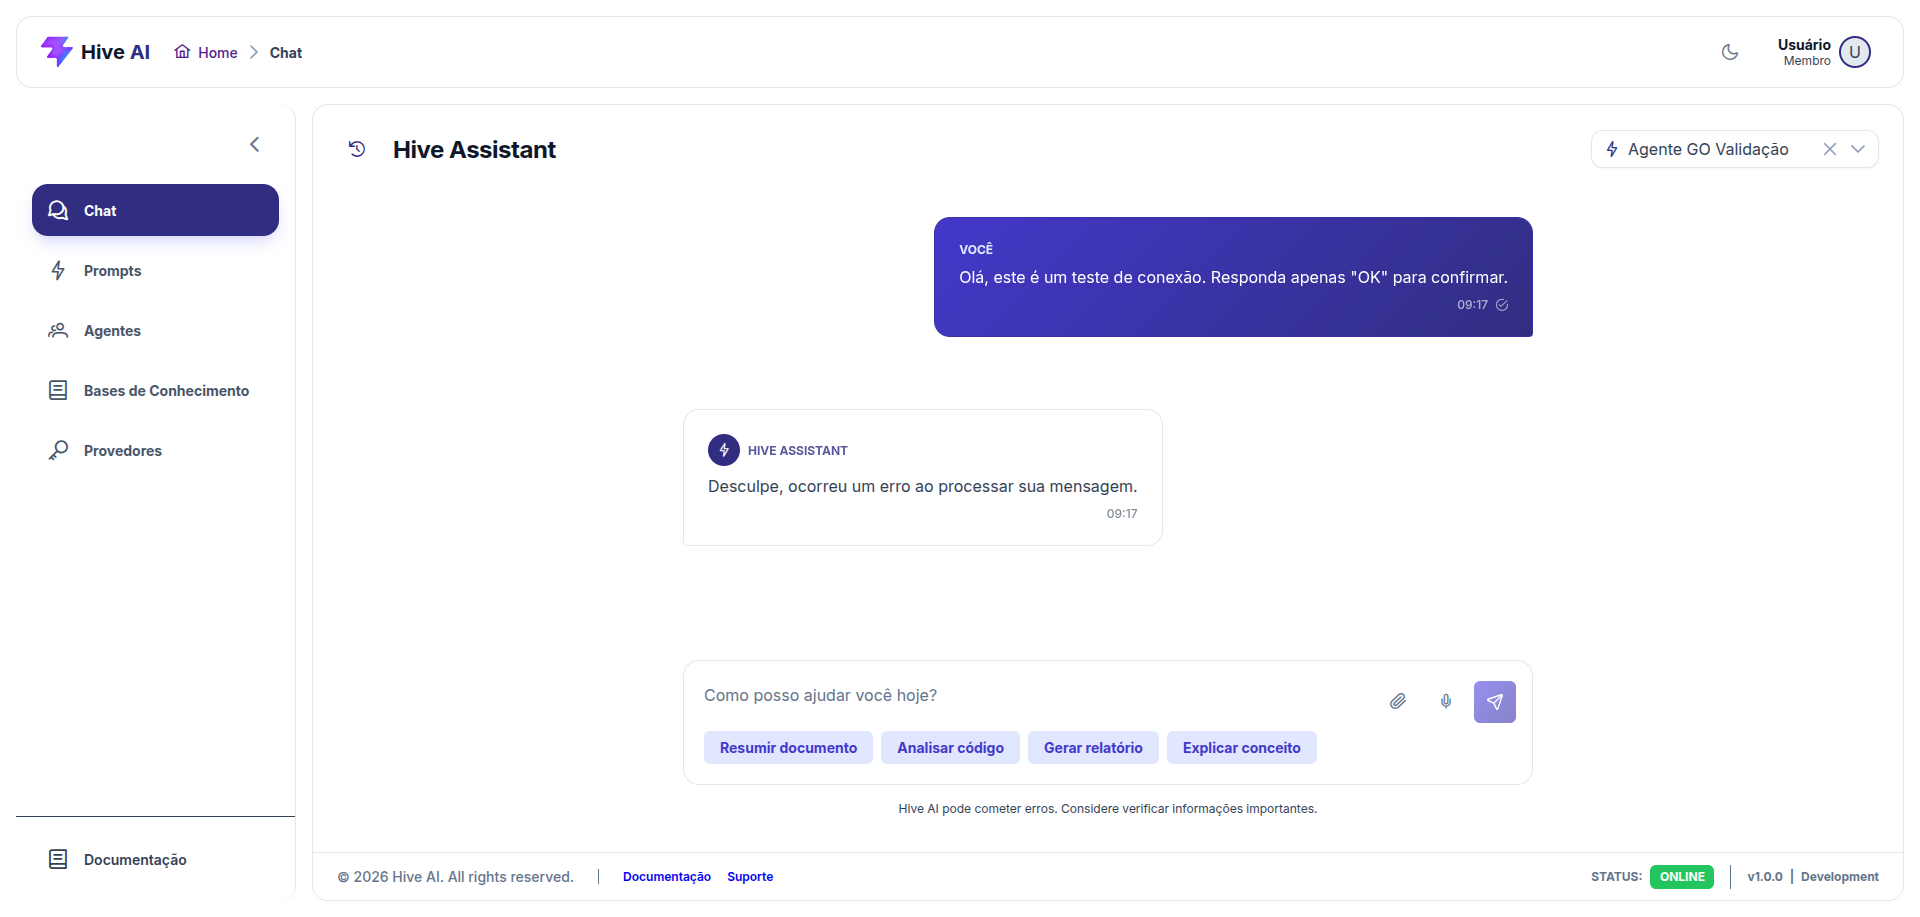 Hive AI
Home
Chat
Usuário
Membro
U
Chat
Prompts
Agentes
Bases de Conhecimento
Provedores
Documentação
Hive Assistant
Agente GO Validação
VOCÊ
Olá, este é um teste de conexão. Responda apenas "OK" para confirmar.
09:17
HIVE ASSISTANT
Desculpe, ocorreu um erro ao processar sua mensagem.
09:17
Como posso ajudar você hoje?
Resumir documento
Analisar código
Gerar relatório
Explicar conceito
Hive AI pode cometer erros. Considere verificar informações importantes.
© 2026 Hive AI. All rights reserved.
Documentação
Suporte
STATUS: ONLINE
v1.0.0 | Development